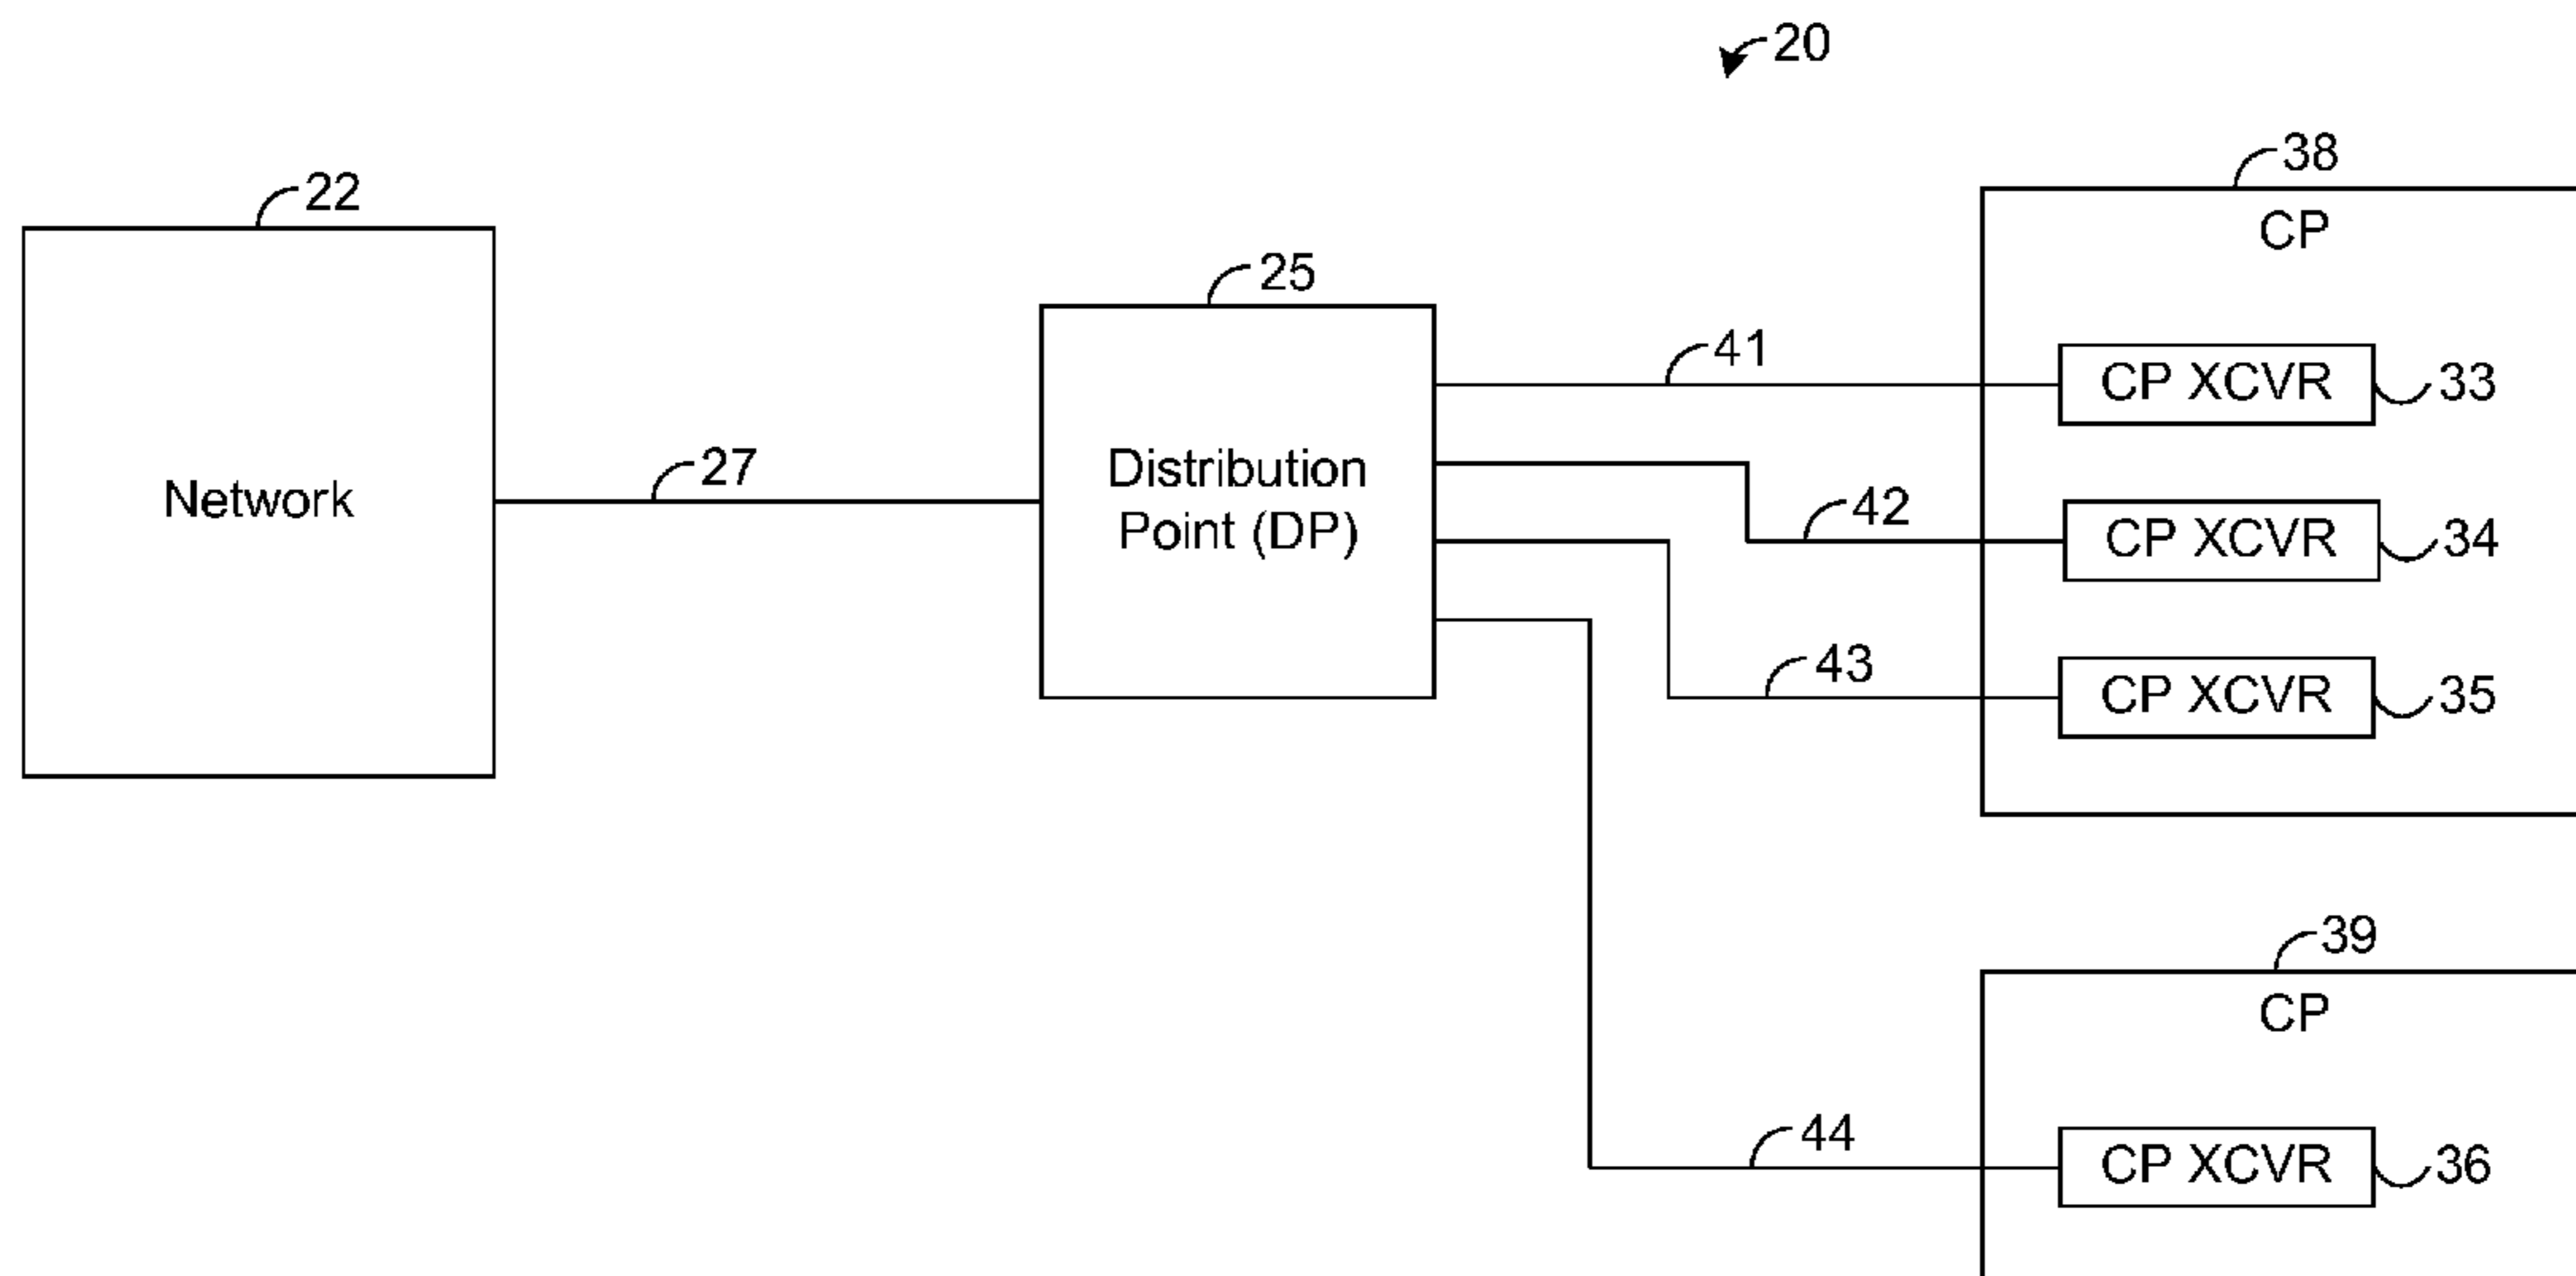 20
38
CP
22
25
41
CP XCVR
33
Network
27
Distribution
Point (DP)
42
CP XCVR
34
43
CP XCVR
35
39
CP
44
CP XCVR
36